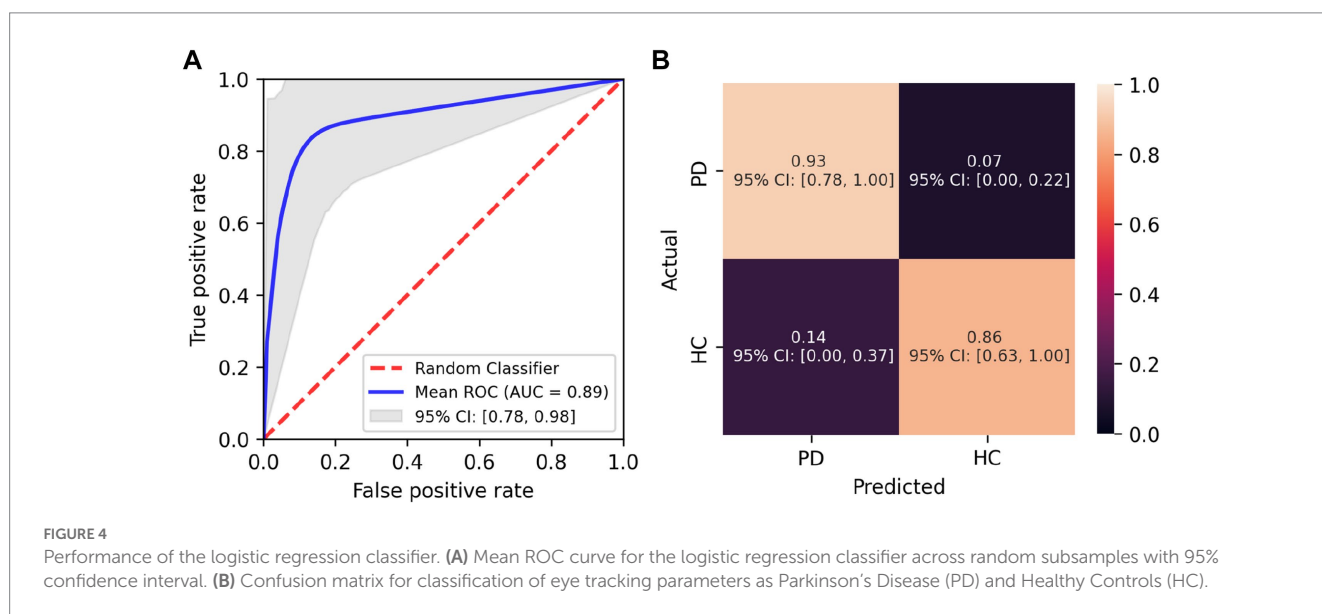 A
1.0
0.8
0.6
0.4
0.2
0.0
True positive rate
0.0 0.2 0.4 0.6 0.8 1.0
False positive rate
Random Classifier
Mean ROC (AUC = 0.89)
95% CI: [0.78, 0.98]
B
PD
HC
Actual
0.93
95% CI: [0.78, 1.00]
0.07
95% CI: [0.00, 0.22]
0.14
95% CI: [0.00, 0.37]
0.86
95% CI: [0.63, 1.00]
PD HC
Predicted
1.0
0.8
0.6
0.4
0.2
0.0
FIGURE 4
Performance of the logistic regression classifier. (A) Mean ROC curve for the logistic regression classifier across random subsamples with 95%
confidence interval. (B) Confusion matrix for classification of eye tracking parameters as Parkinson's Disease (PD) and Healthy Controls (HC).